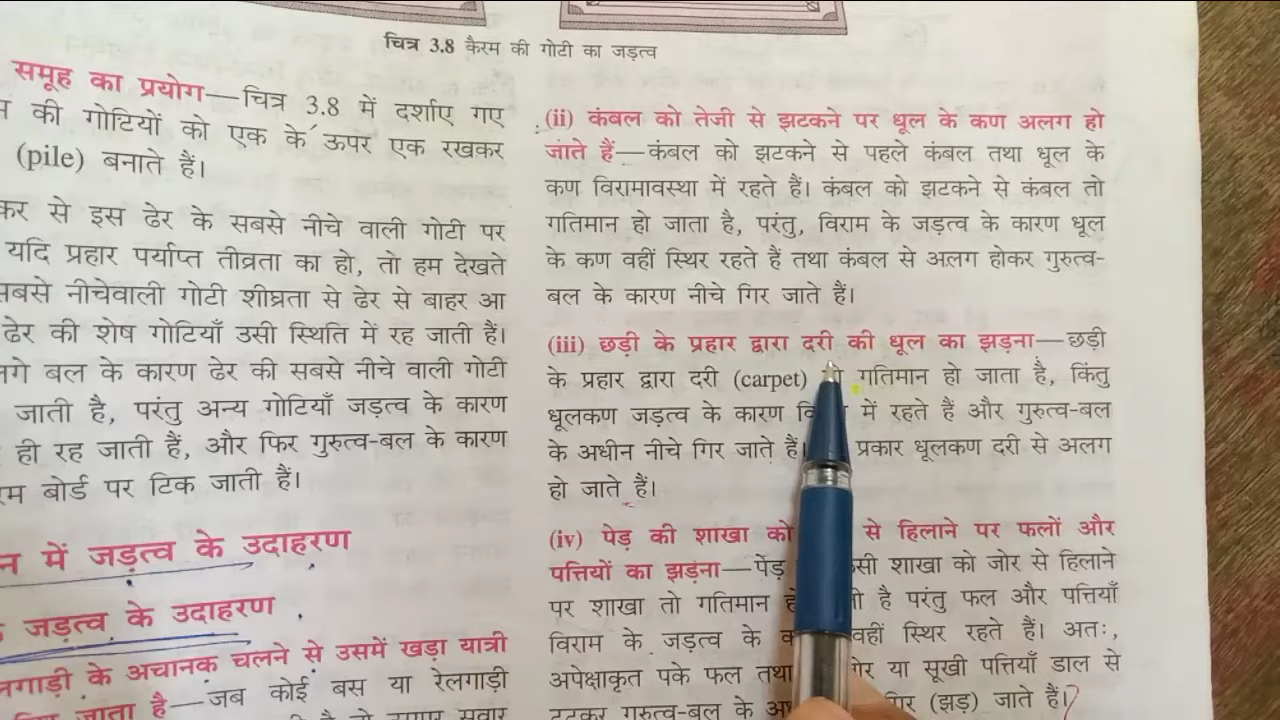 चित्र 3.8 कैरम की गोटी का जड़त्व
समूह का प्रयोग—चित्र 3.8 में दर्शाए गए
की गोटियों को एक के ऊपर एक रखकर
(pile) बनाते हैं।
से इस ढेर के सबसे नीचे वाली गोटी पर
यदि प्रहार पर्याप्त तीव्रता का हो, तो हम देखते
सबसे नीचेवाली गोटी शीघ्रता से ढेर से बाहर आ
ढेर की शेष गोटियाँ उसी स्थिति में रह जाती हैं।
बल के कारण ढेर की सबसे नीचे वाली गोटी
जाती है, परंतु अन्य गोटियाँ जड़त्व के कारण
ही रह जाती हैं, और फिर गुरुत्व-बल के कारण
बोर्ड पर टिक जाती हैं।
में जड़त्व के उदाहरण
जड़त्व के उदाहरण
के अचानक चलने से उसमें खड़ा यात्री
जाता है—जब कोई बस या रेलगाड़ी
(ii) कंबल को तेजी से झटकने पर धूल के कण अलग हो
जाते हैं—कंबल को झटकने से पहले कंबल तथा धूल के
कण विरामावस्था में रहते हैं। कंबल को झटकने से कंबल तो
गतिमान हो जाता है, परंतु, विराम के जड़त्व के कारण धूल
के कण वहीं स्थिर रहते हैं तथा कंबल से अलग होकर गुरुत्व-
बल के कारण नीचे गिर जाते हैं।
(iii) छड़ी के प्रहार द्वारा दरी की धूल का झड़ना—छड़ी
के प्रहार द्वारा दरी (carpet) गतिमान हो जाता है, किंतु
धूलकण जड़त्व के कारण में रहते हैं और गुरुत्व-बल
के अधीन नीचे गिर जाते हैं। प्रकार धूलकण दरी से अलग
हो जाते हैं।
(iv) पेड़ की शाखा को से हिलाने पर फलों और
पत्तियों का झड़ना—पेड़ शाखा को जोर से हिलाने
पर शाखा तो गतिमान है परंतु फल और पत्तियाँ
विराम के जड़त्व के वहीं स्थिर रहते हैं। अतः,
अपेक्षाकृत पके फल तथा या सूखी पत्तियाँ डाल से
टूटकर गुरुत्व-बल के (झड़) जाते हैं।